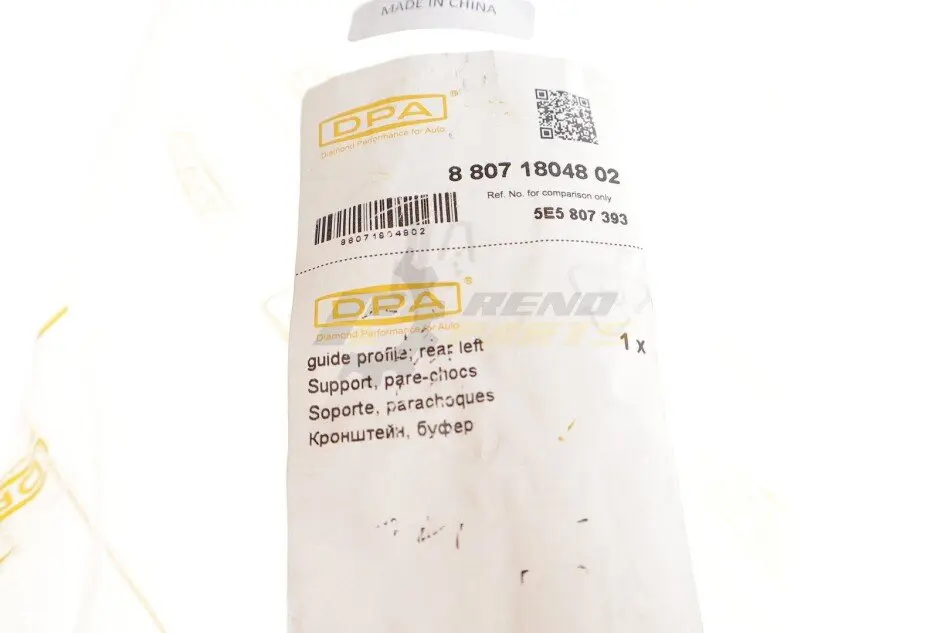 MADE IN CHINA
DPA®
Diamond Performance for Auto
8 807 18048 02
Ref. No. for comparison only
5E5 807 393
88071804802
DPA®
Diamond Performance for Auto
REND
PARTS
1 x
guide profile; rear left
Support, pare-chocs
Soporte, parachoques
Кронштейн, буфер